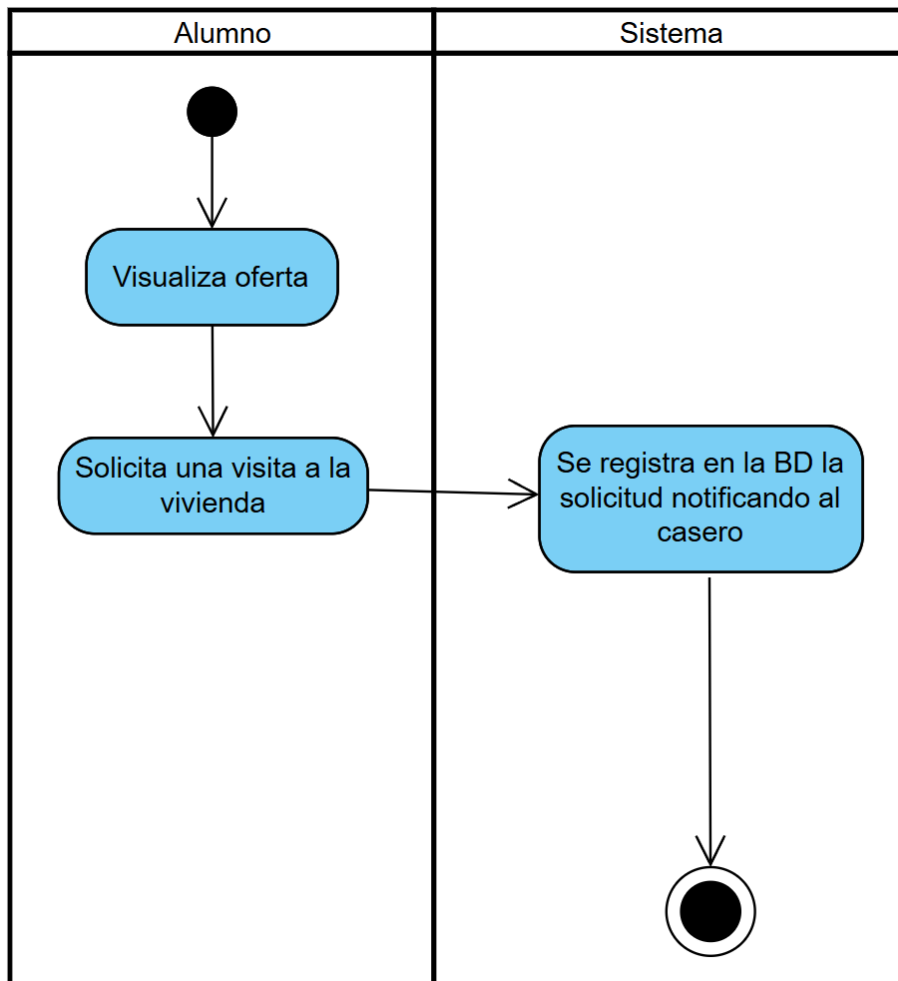 Alumno
Sistema
Visualiza oferta
Solicita una visita a la
vivienda
Se registra en la BD la
solicitud notificando al
casero